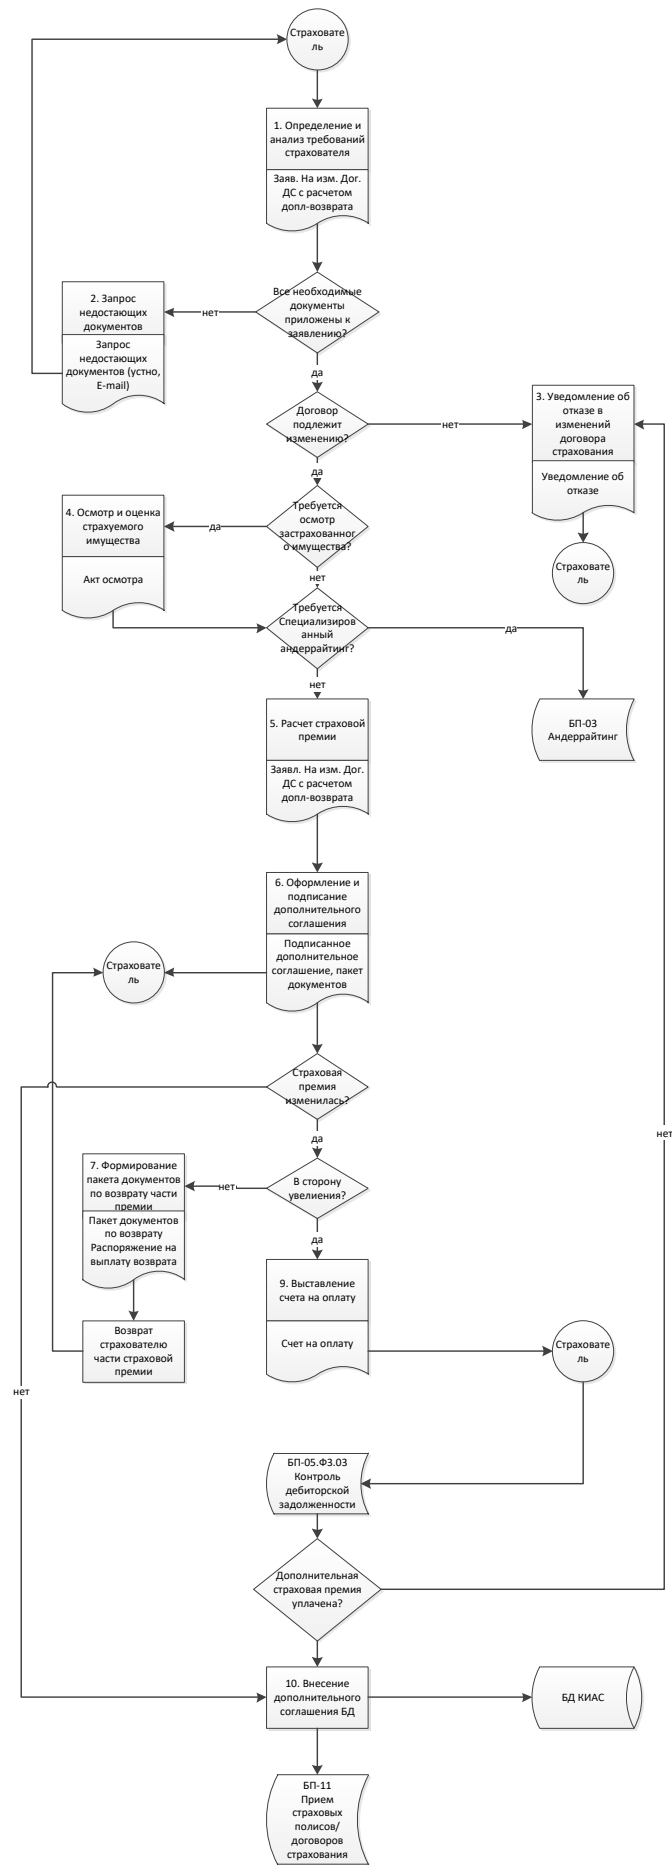 Страховате
ль
1. Определение и
анализ требований
страхователя
Заяв. На изм. Дог.
ДС с расчетом
допл-возврата
Все необходимые
документы
приложены к
заявлению?
нет
2. Запрос
недостающих
документов
Запрос
недостающих
документов (устно,
E-mail)
да
Договор
подлежит
изменению?
нет
3. Уведомление об
отказе в
изменений
договора
страхования
Уведомление об
отказе
Страховате
ль
да
Требуется
осмотр
застрахованног
о имущества?
да
4. Осмотр и оценка
страхуемого
имущества
Акт осмотра
нет
Требуется
Специализиров
анный
андеррайтинг?
да
БП-03
Андеррайтинг
нет
5. Расчет страховой
премии
Заявл. На изм. Дог.
ДС с расчетом
допл-возврата
6. Оформление и
подписание
дополнительного
соглашения
Подписанное
дополнительное
соглашение, пакет
документов
Страховате
ль
Страховая
премия
изменилась?
нет
да
В сторону
увелиения?
нет
7. Формирование
пакета документов
по возврату части
премии
Пакет документов
по возврату
Распоряжение на
выплату возврата
Возврат
страхователю
части страховой
премии
да
9. Выставление
счета на оплату
Счет на оплату
Страховате
ль
нет
БП-05.ФЗ.03
Контроль
дебиторской
задолженности
Дополнительная
страховая премия
уплачена?
10. Внесение
дополнительного
соглашения БД
БД КИАС
БП-11
Прием
страховых
полисов/
договоров
страхования